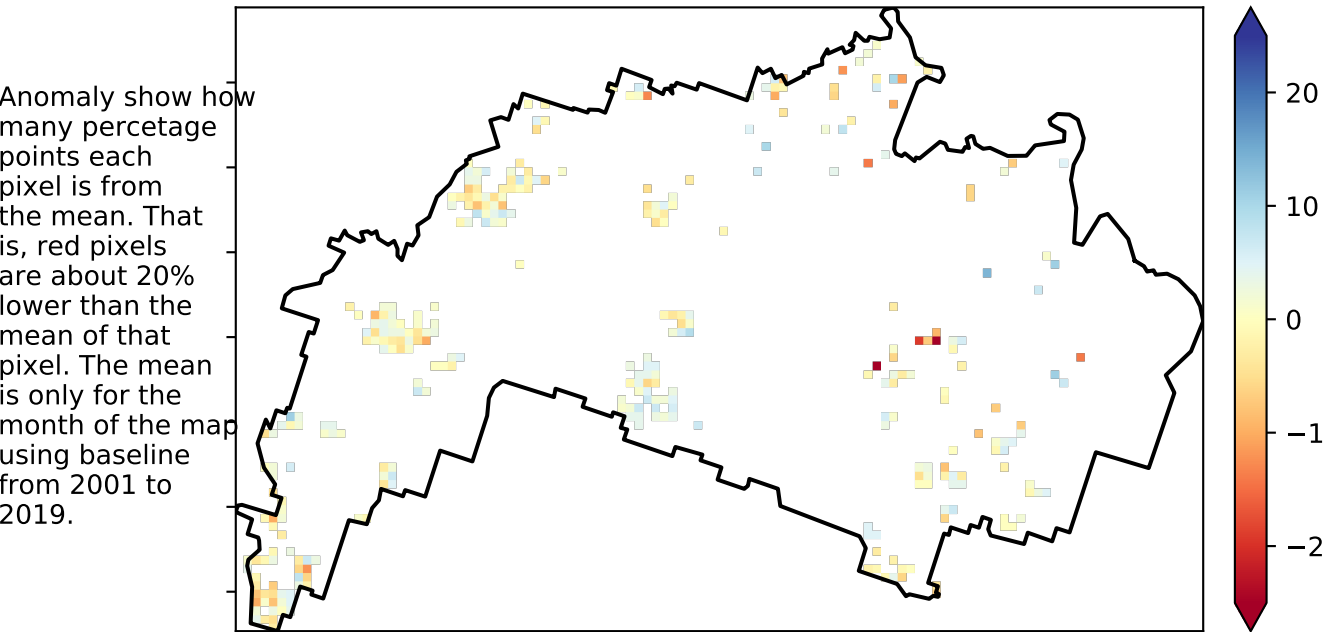 Anomaly show how
many percetage
points each
pixel is from
the mean. That
is, red pixels
are about 20%
lower than the
mean of that
pixel. The mean
is only for the
month of the map
using baseline
from 2001 to
2019.
20
10
0
−1
−2